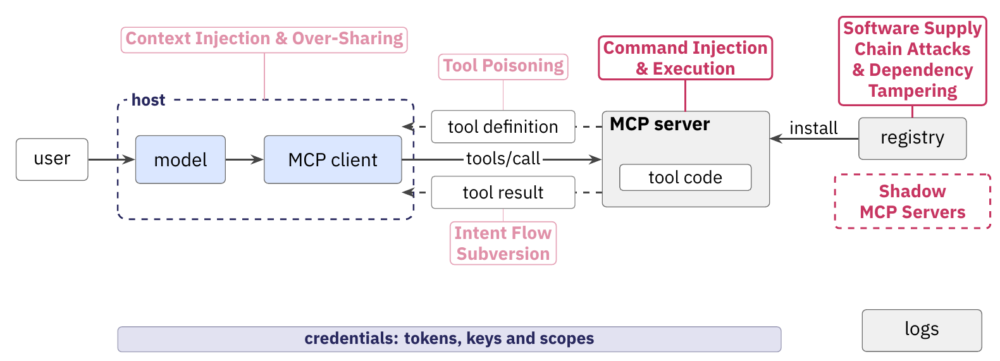 Context Injection & Over-Sharing
Tool Poisoning
Command Injection
& Execution
Software Supply
Chain Attacks
& Dependency
Tampering
host
user
model
MCP client
tool definition
tools/call
tool result
MCP server
tool code
install
registry
Shadow
MCP Servers
Intent Flow
Subversion
credentials: tokens, keys and scopes
logs